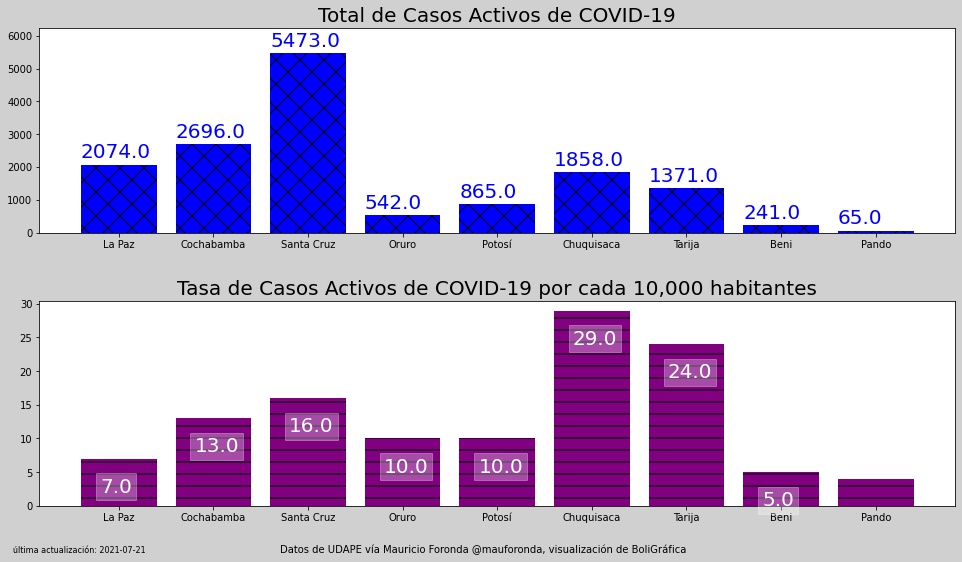 Total de Casos Activos de COVID-19
6000
5000
4000
3000
2000
1000
0
2074.0 2696.0 5473.0 542.0 865.0 1858.0 1371.0 241.0 65.0
La Paz Cochabamba Santa Cruz Oruro Potosí Chuquisaca Tarija Beni Pando
Tasa de Casos Activos de COVID-19 por cada 10,000 habitantes
30
25
20
15
10
5
0
7.0 13.0 16.0 10.0 10.0 29.0 24.0 5.0
La Paz Cochabamba Santa Cruz Oruro Potosí Chuquisaca Tarija Beni Pando
última actualización: 2021-07-21
Datos de UDAPE vía Mauricio Foronda @mauforonda, visualización de BoliGráfica